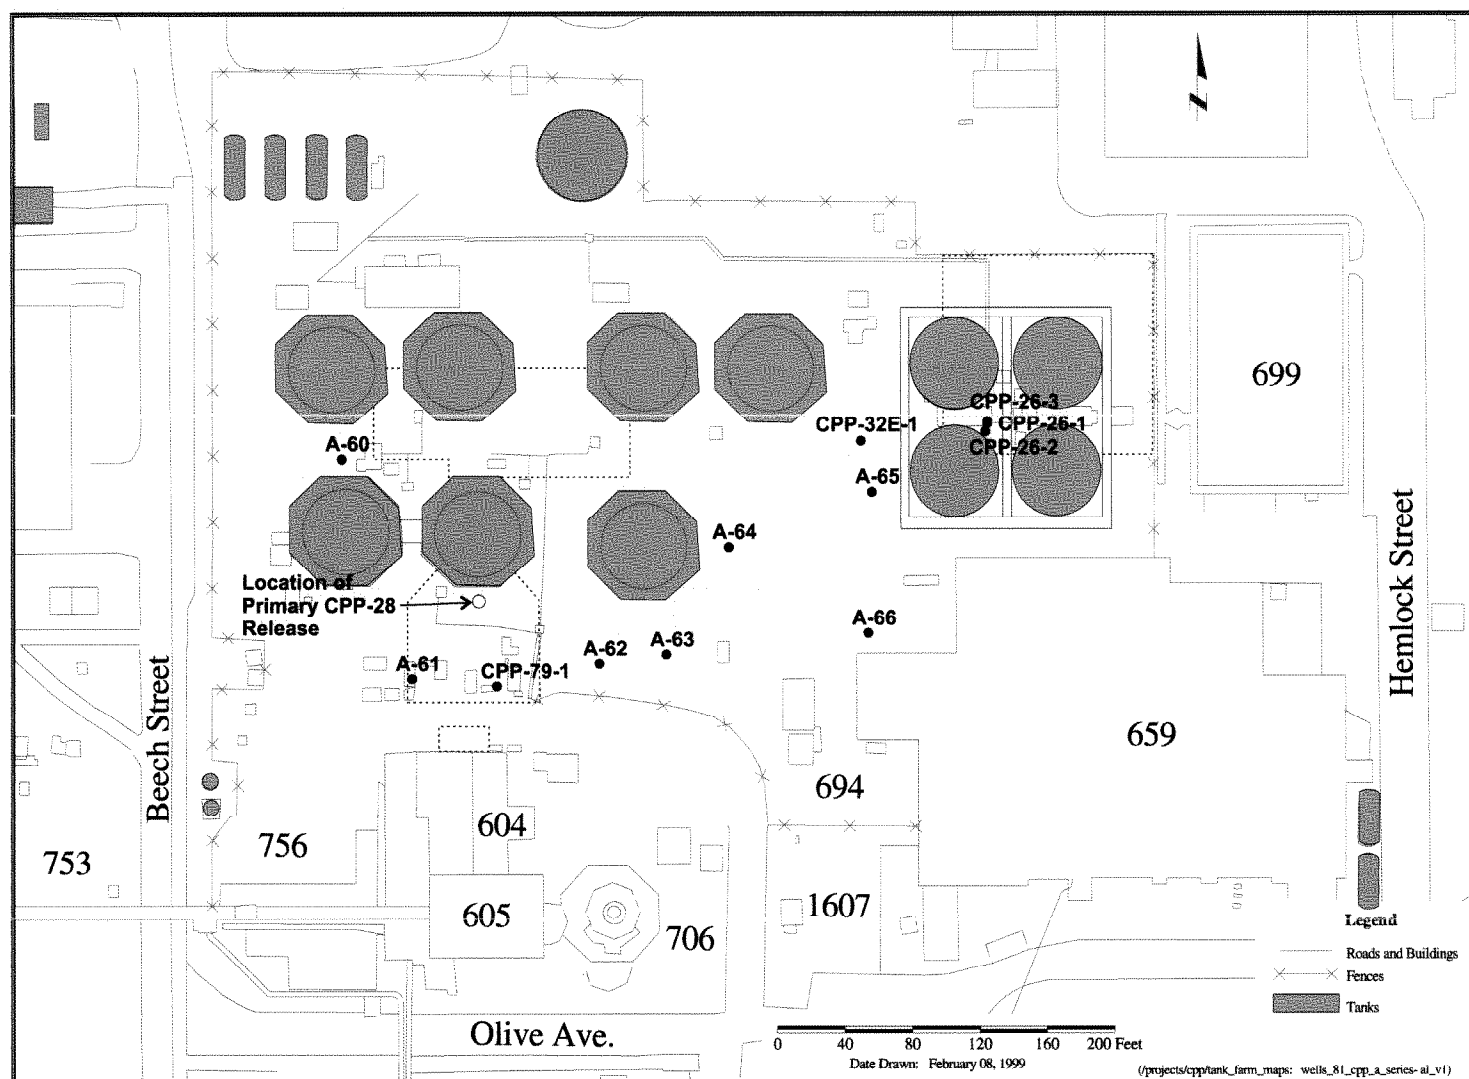 699
CPP-26-3
CPP-32E-1
CPP-26-1
A-60
CPP-26-2
A-65
A-64
Hemlock Street
Location of
Primary CPP-28
Release
A-66
A-63
A-62
A-61
CPP-79-1
Beech Street
659
694
604
756
753
1607
605
706
Legend
Roads and Buildings
Fences
Tanks
Olive Ave.
0 40 80 120 160 200 Feet
Date Drawn: February 08, 1999
(/projects/cpp/tank_farm_maps: wells_81_cpp_a_series-al_v1)